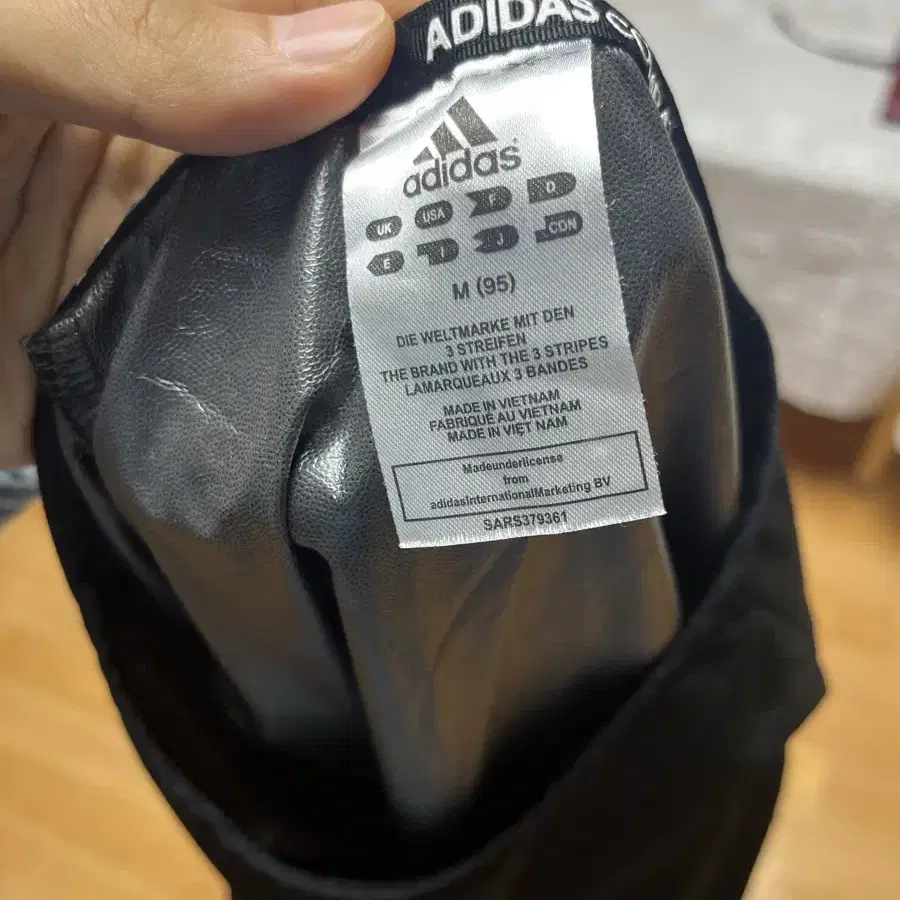 ADIDAS
adidas
UK USA F D
E I J CDN
M (95)
DIE WELTMARKE MIT DEN
3 STREIFEN
THE BRAND WITH THE 3 STRIPES
LAMARQUEAUX 3 BANDES
MADE IN VIETNAM
FABRIQUE AU VIETNAM
MADE IN VIỆT NAM
Madeunderlicense
from
adidasInternationalMarketing BV
SARS379361